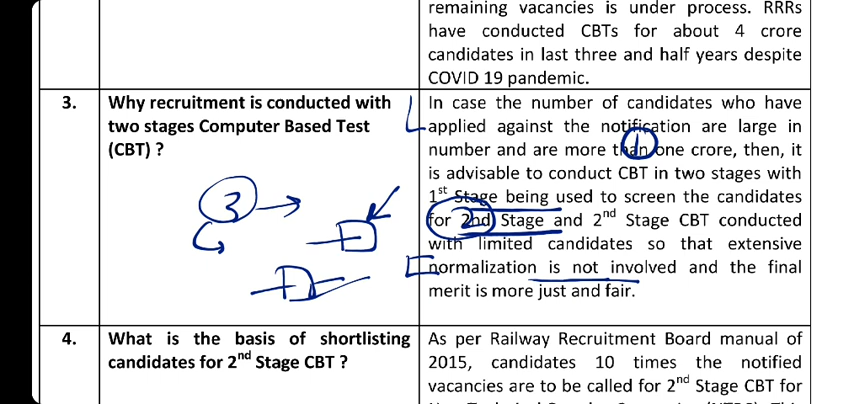 remaining vacancies is under process. RRRs
have conducted CBTs for about 4 crore
candidates in last three and half years despite
COVID 19 pandemic.
3.
Why recruitment is conducted with
two stages Computer Based Test
(CBT) ?
In case the number of candidates who have
applied against the notification are large in
number and are more than one crore, then, it
is advisable to conduct CBT in two stages with
1st Stage being used to screen the candidates
for 2nd Stage and 2nd Stage CBT conducted
with limited candidates so that extensive
normalization is not involved and the final
merit is more just and fair.
3
1
2
4.
What is the basis of shortlisting
candidates for 2nd Stage CBT ?
As per Railway Recruitment Board manual of
2015, candidates 10 times the notified
vacancies are to be called for 2nd Stage CBT for